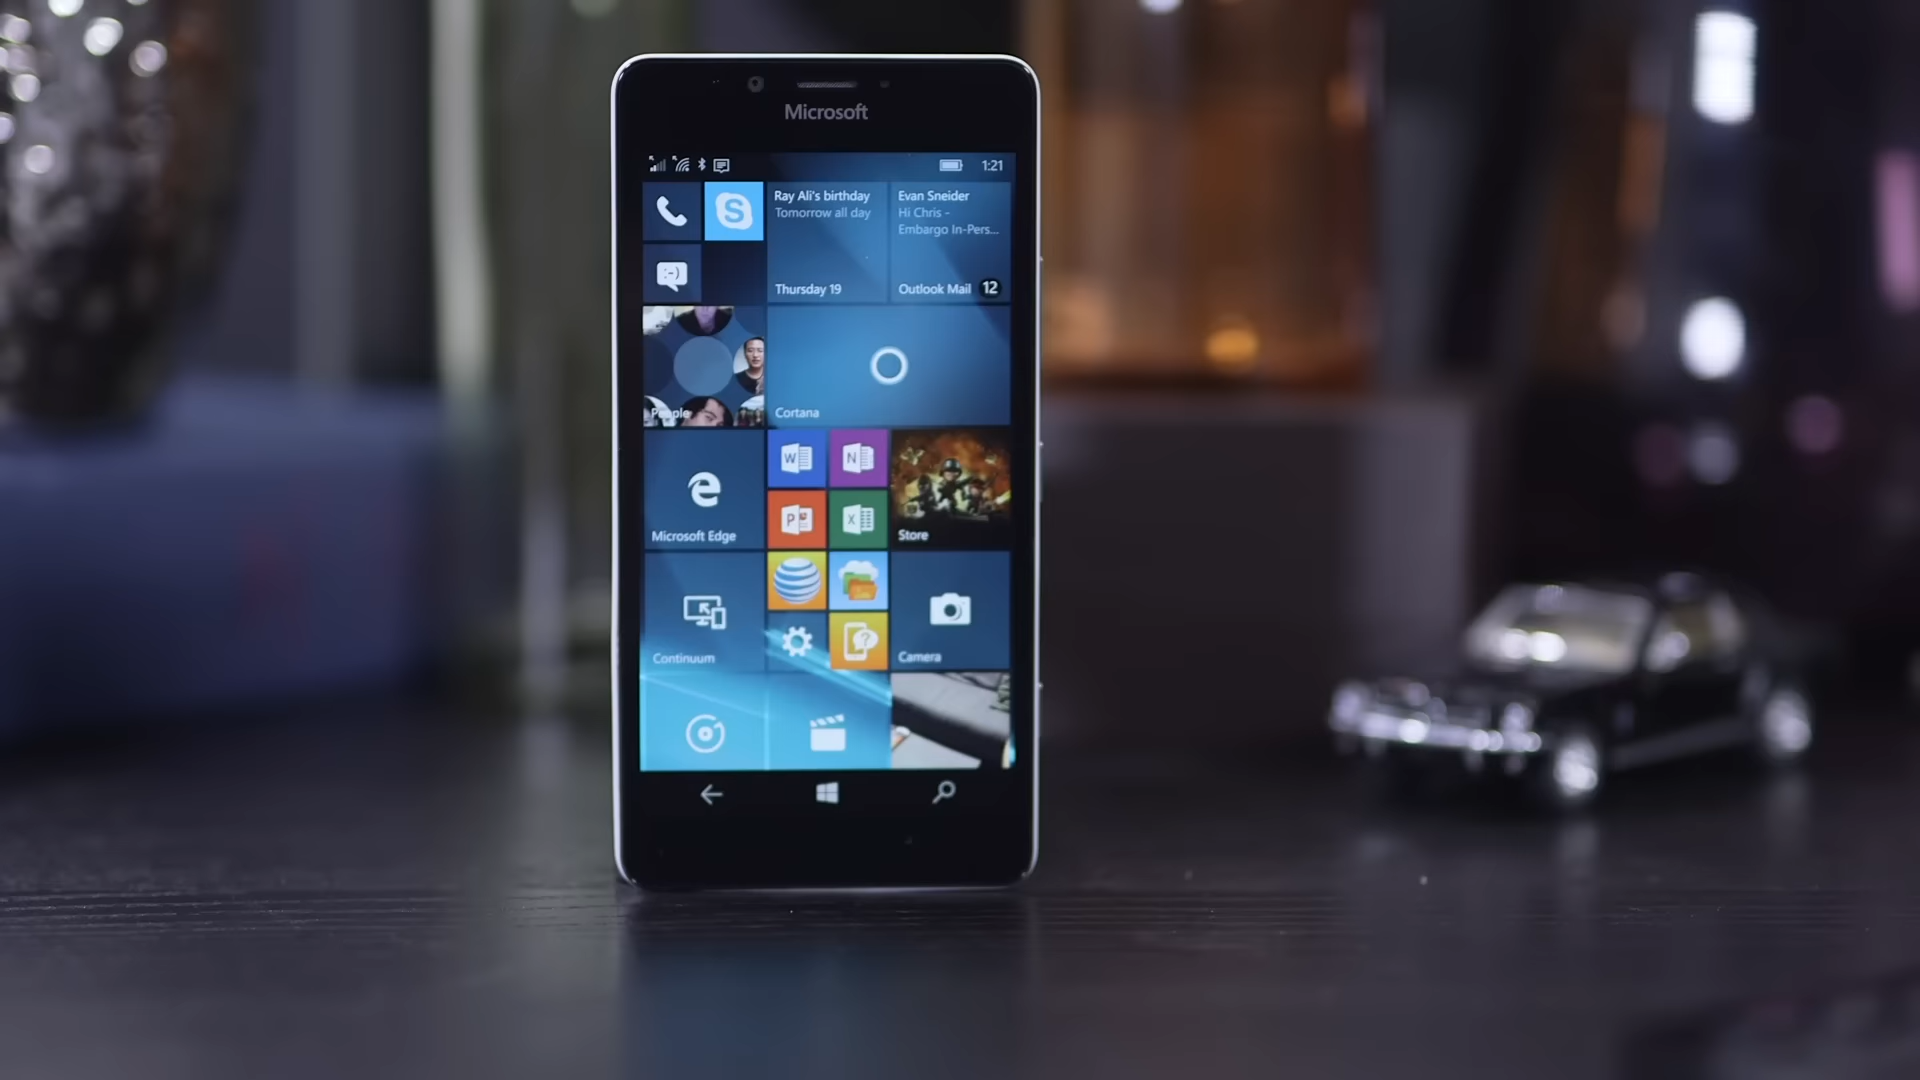 Microsoft
1:21
Ray Ali's birthday
Tomorrow all day
Thursday 19
Evan Sneider
Hi Chris -
Embargo In-Pers...
Outlook Mail 12
:-)
People
Cortana
W
N
Microsoft Edge
P
X
Store
Continuum
?
Camera